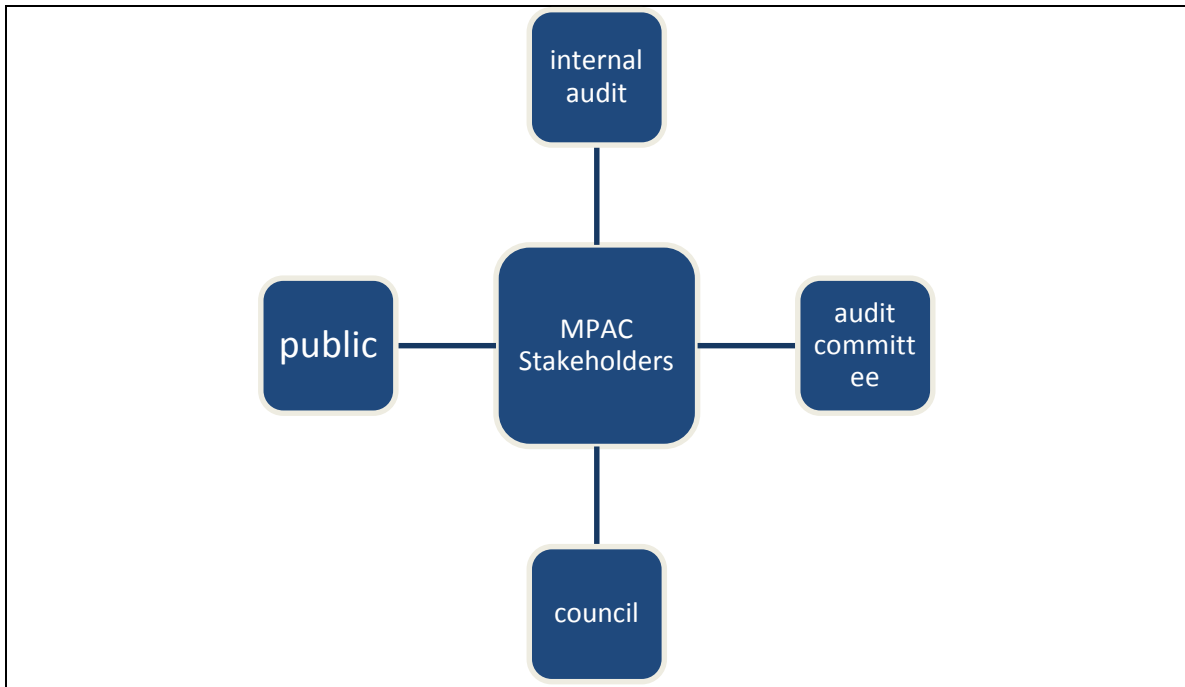 internal
audit
public
MPAC
Stakeholders
audit
committ
ee
council